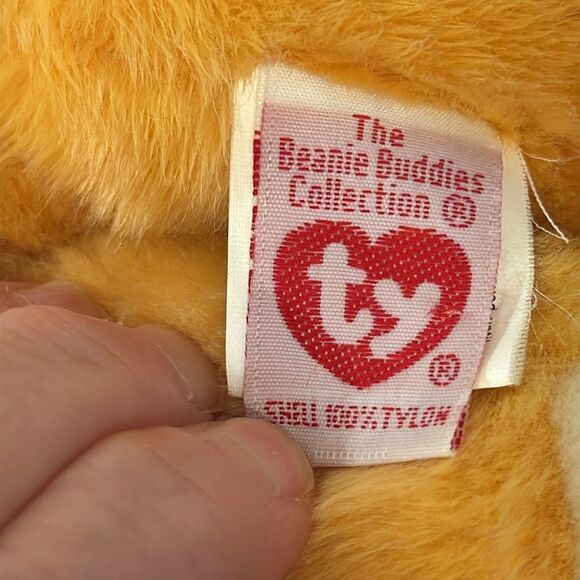 The
Beanie Buddies
Collection ®
ty
®
SHELL 100% TYLON